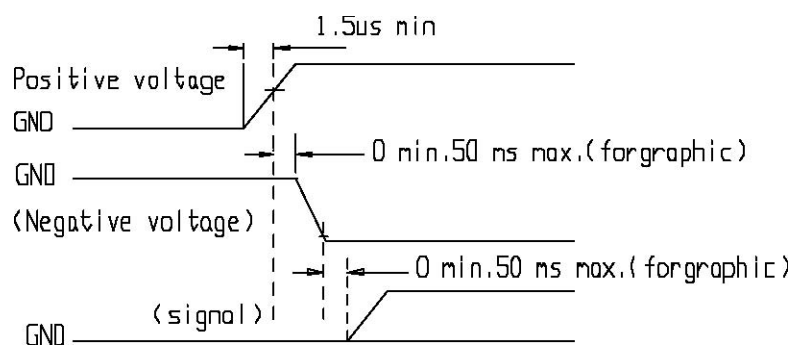 1.5us min
Positive voltage
GND
0 min.50 ms max.(forgraphic)
GND
(Negative voltage)
0 min.50 ms max.(forgraphic)
(signal)
GND